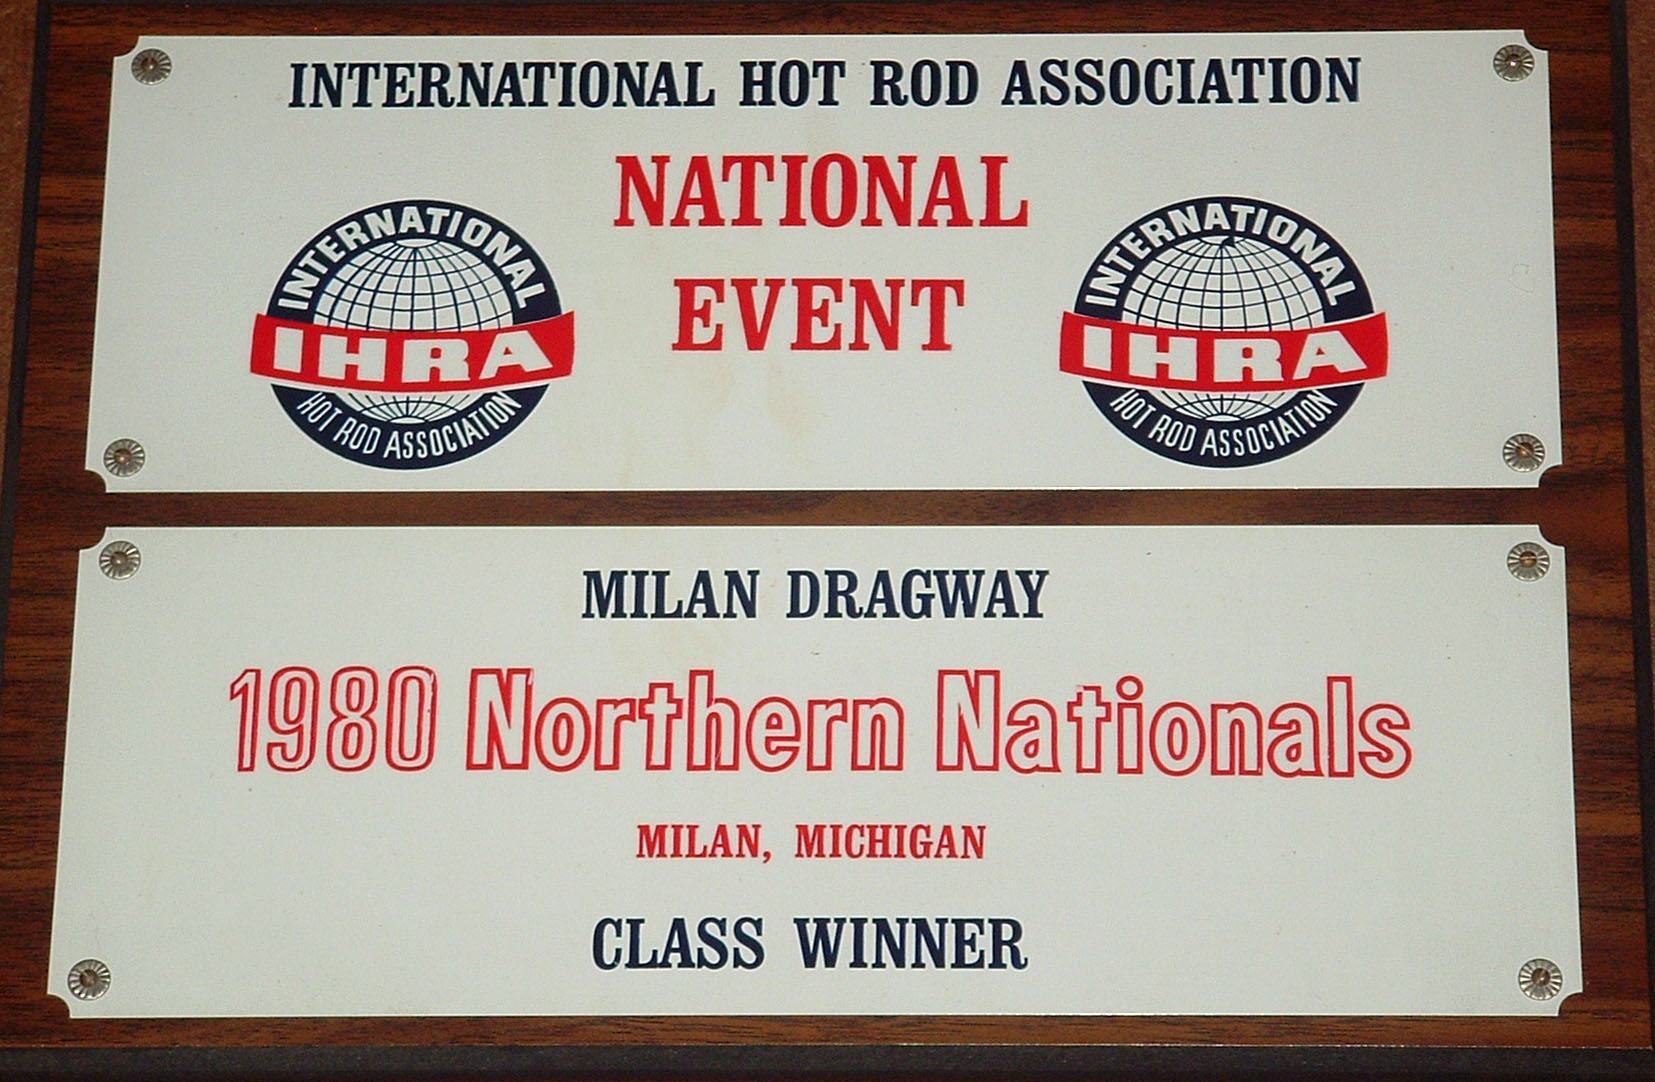 INTERNATIONAL HOT ROD ASSOCIATION
NATIONAL
EVENT
INTERNATIONAL
IHRA
HOT ROD ASSOCIATION
INTERNATIONAL
IHRA
HOT ROD ASSOCIATION
MILAN DRAGWAY
1980 Northern Nationals
MILAN, MICHIGAN
CLASS WINNER